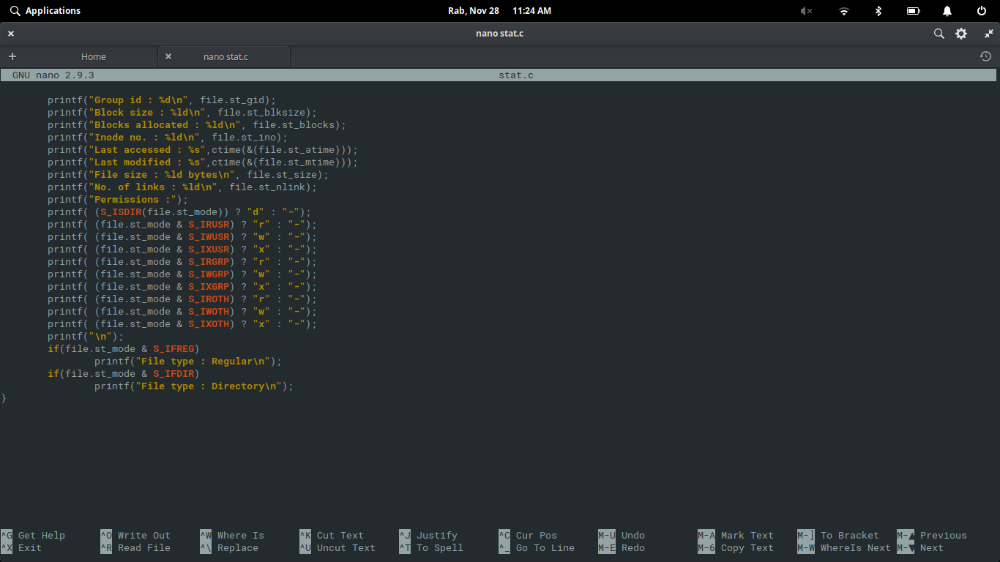 Applications Rab, Nov 28 11:24 AM
nano stat.c
Home nano stat.c
GNU nano 2.9.3 stat.c
printf("Group id : %d\n", file.st_gid);
printf("Block size : %ld\n", file.st_blksize);
printf("Blocks allocated : %ld\n", file.st_blocks);
printf("Inode no. : %ld\n", file.st_ino);
printf("Last accessed : %s",ctime(&(file.st_atime)));
printf("Last modified : %s",ctime(&(file.st_mtime)));
printf("File size : %ld bytes\n", file.st_size);
printf("No. of links : %ld\n", file.st_nlink);
printf("Permissions :");
printf( (S_ISDIR(file.st_mode)) ? "d" : "-");
printf( (file.st_mode & S_IRUSR) ? "r" : "-");
printf( (file.st_mode & S_IWUSR) ? "w" : "-");
printf( (file.st_mode & S_IXUSR) ? "x" : "-");
printf( (file.st_mode & S_IRGRP) ? "r" : "-");
printf( (file.st_mode & S_IWGRP) ? "w" : "-");
printf( (file.st_mode & S_IXGRP) ? "x" : "-");
printf( (file.st_mode & S_IROTH) ? "r" : "-");
printf( (file.st_mode & S_IWOTH) ? "w" : "-");
printf( (file.st_mode & S_IXOTH) ? "x" : "-");
printf("\n");
if(file.st_mode & S_IFREG)
printf("File type : Regular\n");
if(file.st_mode & S_IFDIR)
printf("File type : Directory\n");
}
^G Get Help ^O Write Out ^W Where Is ^K Cut Text ^J Justify ^C Cur Pos M-U Undo M-A Mark Text M-] To Bracket M-▲ Previous
^X Exit ^R Read File ^\ Replace ^U Uncut Text ^T To Spell ^_ Go To Line M-E Redo M-6 Copy Text M-W WhereIs Next M-▼ Next